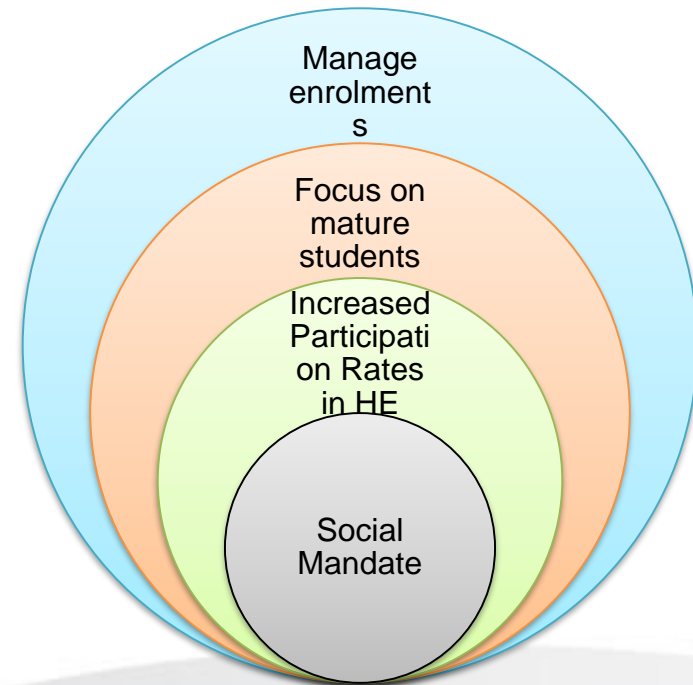 Manage
enrolment
s
Focus on
mature
students
Increased
Participati
on Rates
in HE
Social
Mandate